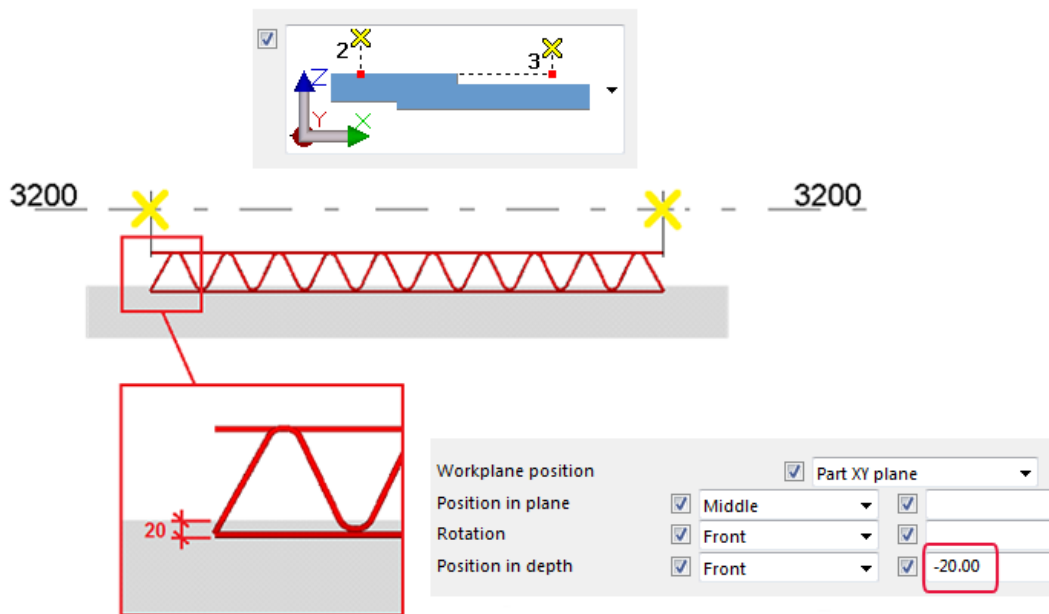 2 3
Z
Y X
3200 3200
20
Workplane position Part XY plane
Position in plane Middle
Rotation Front
Position in depth Front -20.00